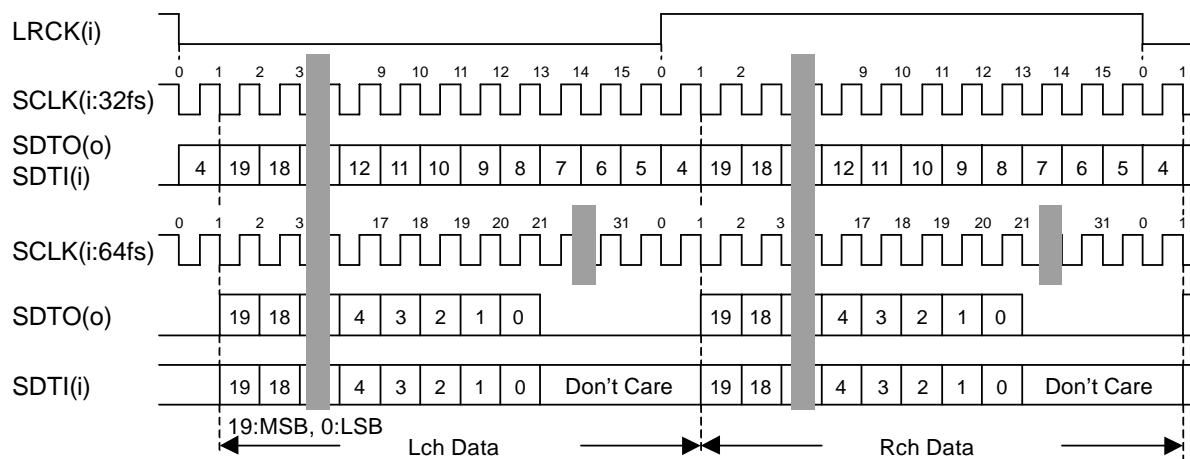 LRCK(i)
0 1 2 3 9 10 11 12 13 14 15 0 1 2 9 10 11 12 13 14 15 0 1
SCLK(i:32fs)
SDTO(o)
SDTI(i)
4 19 18 12 11 10 9 8 7 6 5 4 19 18 12 11 10 9 8 7 6 5 4
0 1 2 3 17 18 19 20 21 31 0 1 2 3 17 18 19 20 21 31 0 1
SCLK(i:64fs)
SDTO(o)
19 18 4 3 2 1 0 19 18 4 3 2 1 0
SDTI(i)
19 18 4 3 2 1 0 Don't Care 19 18 4 3 2 1 0 Don't Care
19:MSB, 0:LSB
Lch Data Rch Data